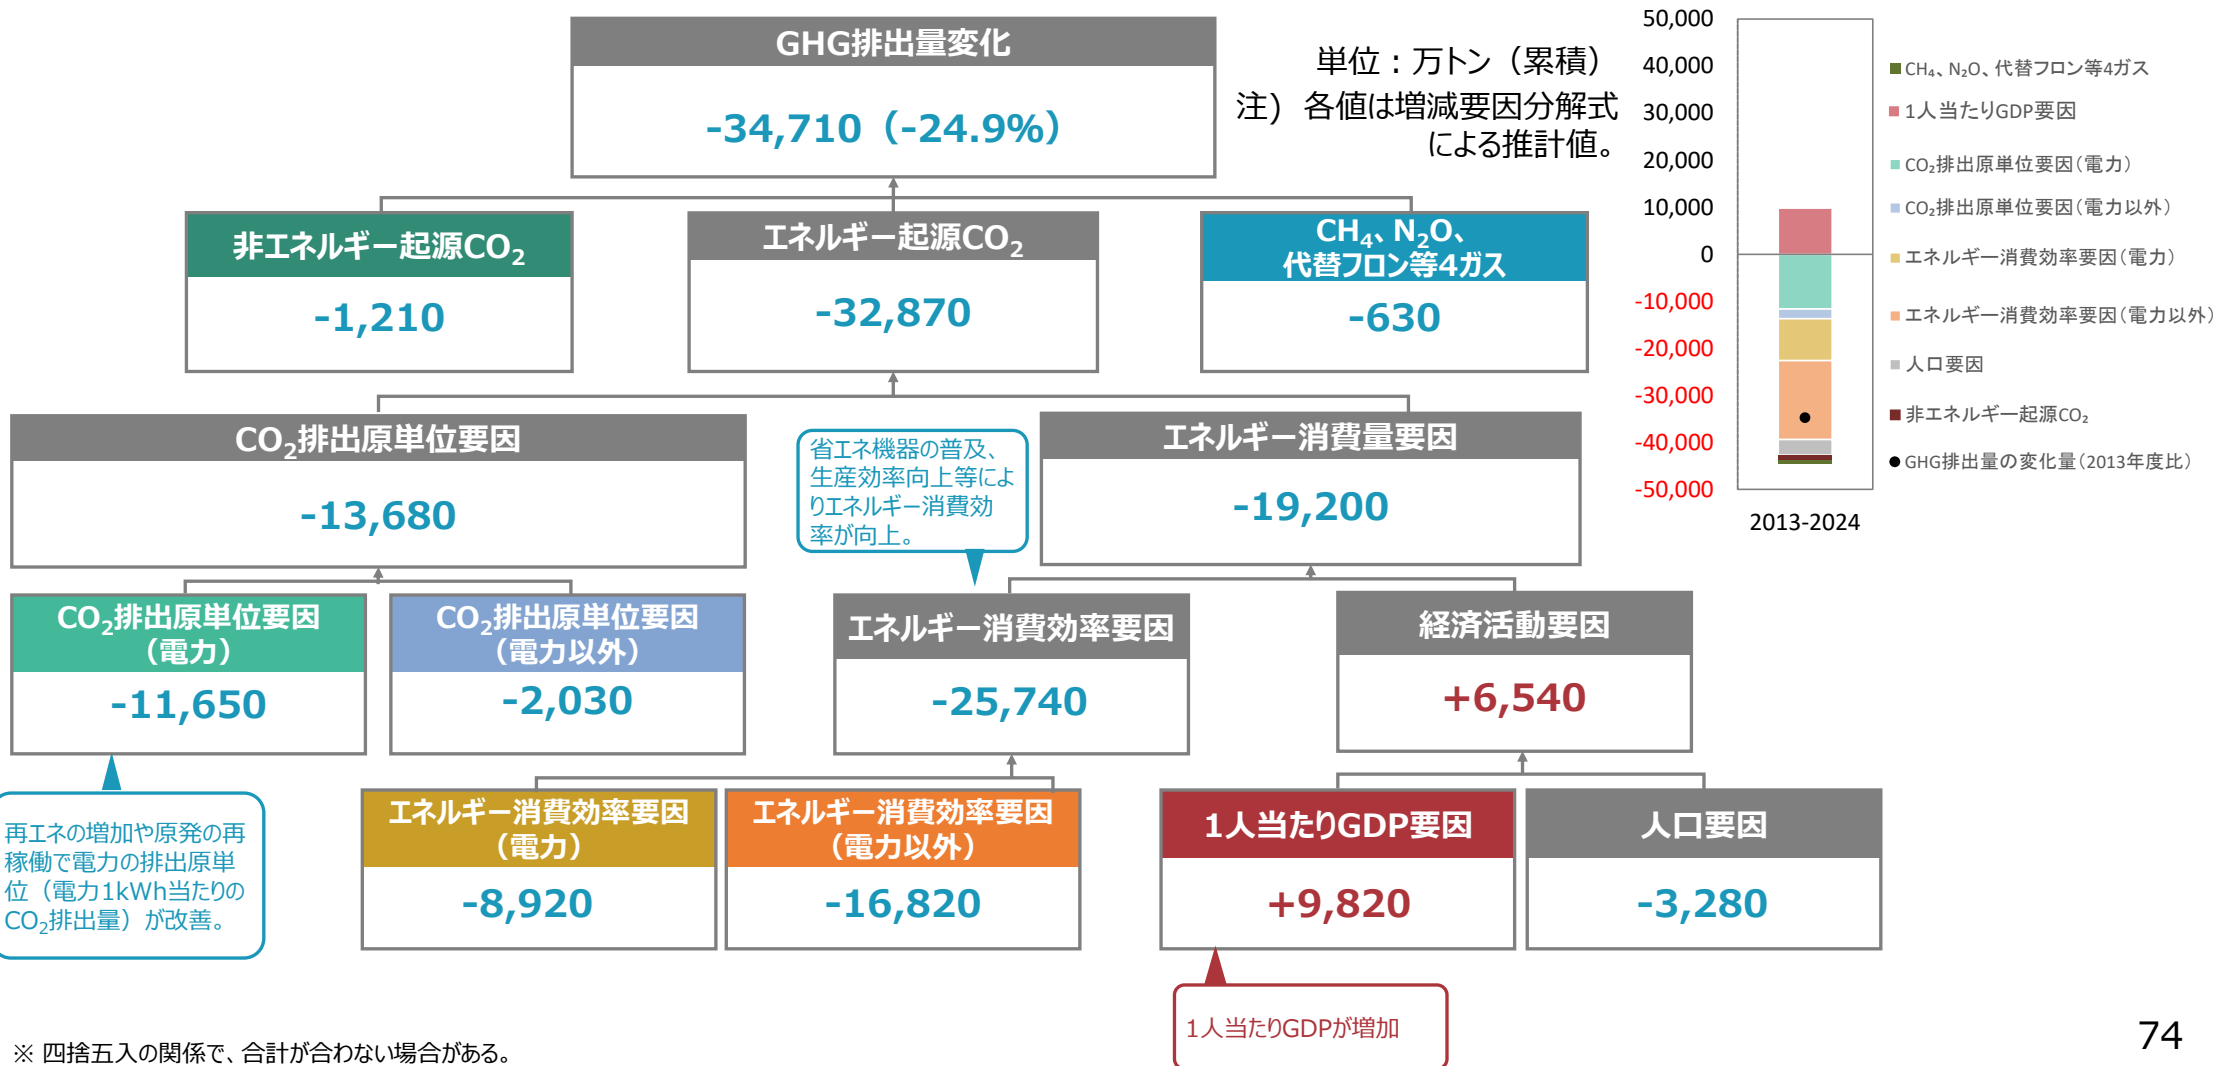 GHG排出量変化
-34,710（-24.9%）
単位：万トン（累積）
注）各値は増減要因分解式
による推計値。
非エネルギー起源CO₂
-1,210
エネルギー起源CO₂
-32,870
CH₄、N₂O、
代替フロン等4ガス
-630
CO₂排出原単位要因
-13,680
省エネ機器の普及、
生産効率向上等によ
りエネルギー消費効
率が向上。
エネルギー消費量要因
-19,200
CO₂排出原単位要因
（電力）
-11,650
CO₂排出原単位要因
（電力以外）
-2,030
エネルギー消費効率要因
-25,740
経済活動要因
+6,540
再エネの増加や原発の再
稼働で電力の排出原単
位（電力1kWh当たりの
CO₂排出量）が改善。
エネルギー消費効率要因
（電力）
-8,920
エネルギー消費効率要因
（電力以外）
-16,820
1人当たりGDP要因
+9,820
人口要因
-3,280
1人当たりGDPが増加
50,000
40,000
30,000
20,000
10,000
0
-10,000
-20,000
-30,000
-40,000
-50,000
2013-2024
CH₄、N₂O、代替フロン等4ガス
1人当たりGDP要因
CO₂排出原単位要因（電力）
CO₂排出原単位要因（電力以外）
エネルギー消費効率要因（電力）
エネルギー消費効率要因（電力以外）
人口要因
非エネルギー起源CO₂
GHG排出量の変化量（2013年度比）
※ 四捨五入の関係で、合計が合わない場合がある。
74